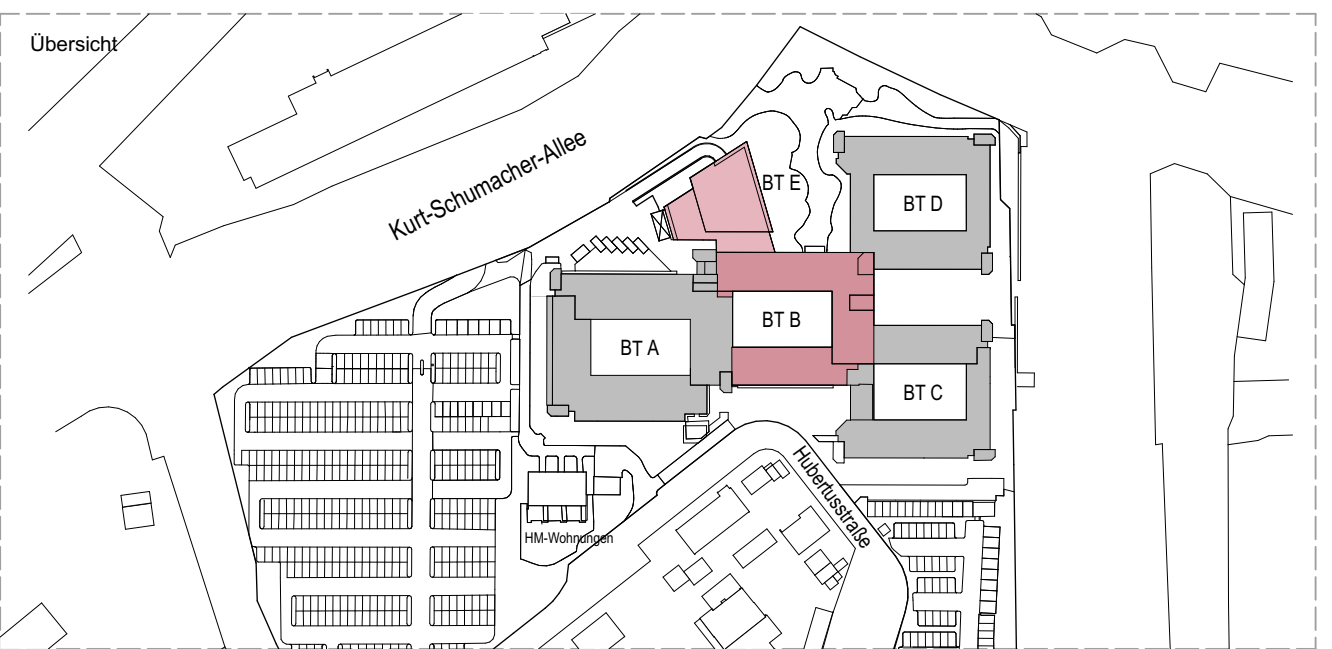 Übersicht
Kurt-Schumacher-Allee
BT E
BT D
BT B
BT A
BT C
Hubertusstraße
HM-Wohnungen